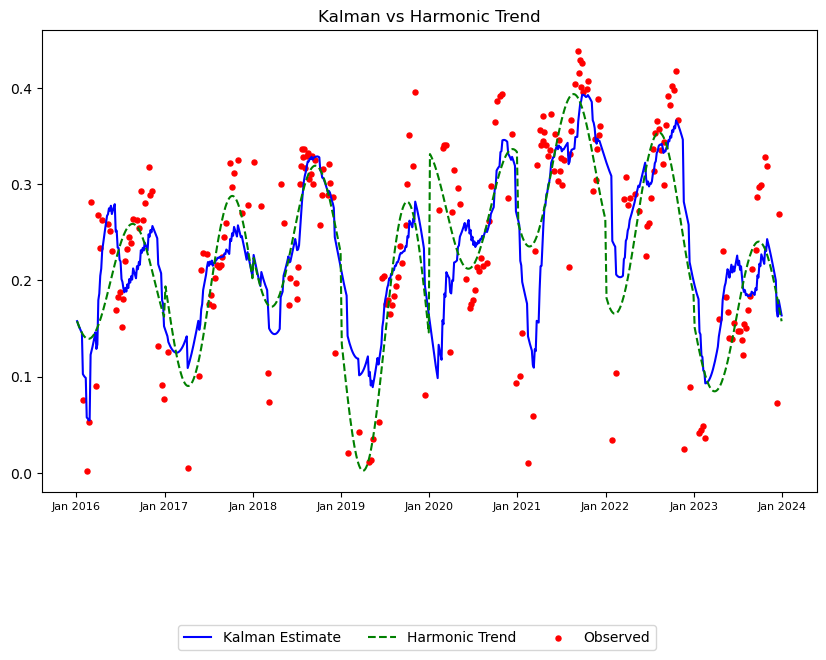 Kalman vs Harmonic Trend
0.4
0.3
0.2
0.1
0.0
Jan 2016 Jan 2017 Jan 2018 Jan 2019 Jan 2020 Jan 2021 Jan 2022 Jan 2023 Jan 2024
Kalman Estimate Harmonic Trend Observed